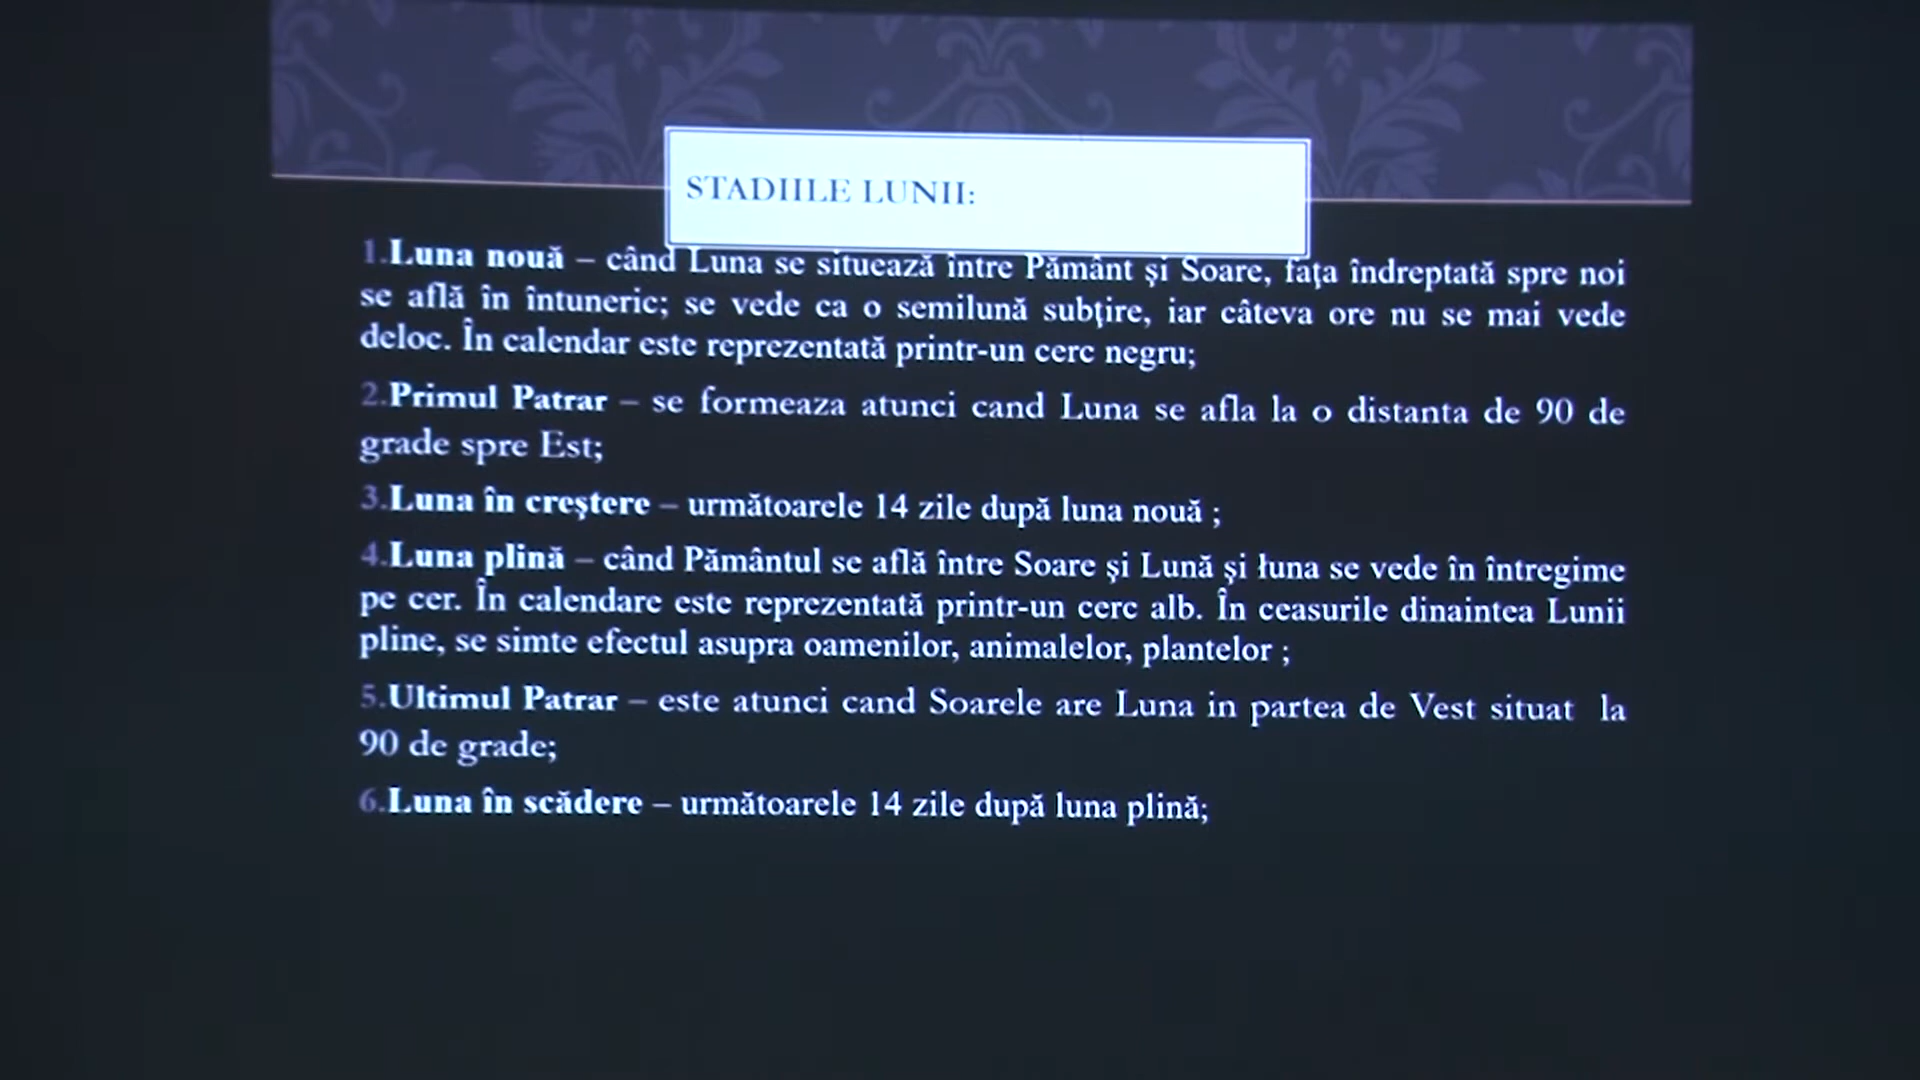 STADIILE LUNII:
1.Luna nouă – când Luna se situează între Pământ şi Soare, faţa îndreptată spre noi
se află în întuneric; se vede ca o semilună subţire, iar câteva ore nu se mai vede
deloc. În calendar este reprezentată printr-un cerc negru;
2.Primul Patrar – se formeaza atunci cand Luna se afla la o distanta de 90 de
grade spre Est;
3.Luna în creştere – următoarele 14 zile după luna nouă ;
4.Luna plină – când Pământul se află între Soare şi Lună şi luna se vede în întregime
pe cer. În calendare este reprezentată printr-un cerc alb. În ceasurile dinaintea Lunii
pline, se simte efectul asupra oamenilor, animalelor, plantelor ;
5.Ultimul Patrar – este atunci cand Soarele are Luna in partea de Vest situat la
90 de grade;
6.Luna în scădere – următoarele 14 zile după luna plină;